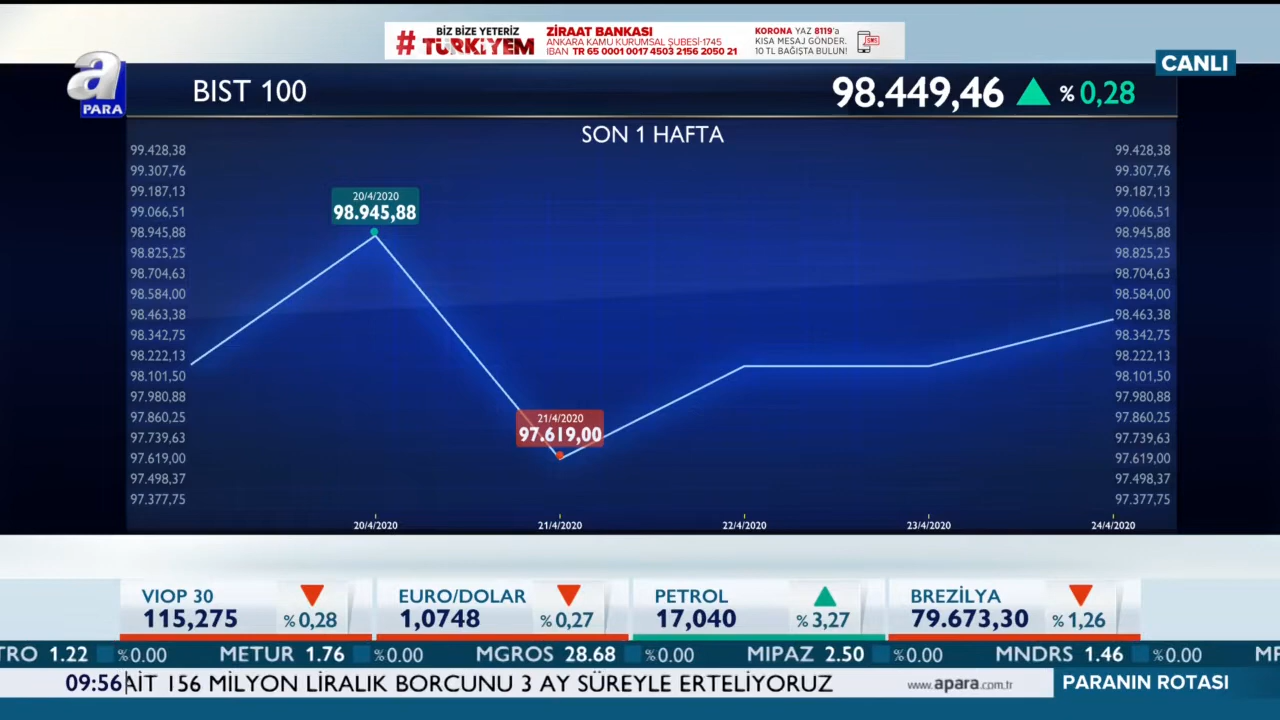 BİZ BİZE YETERİZ
# TÜRKİYEM
ZİRAAT BANKASI
ANKARA KAMU KURUMSAL ŞUBESİ-1745
IBAN TR 65 0001 0017 4503 2156 2050 21
KORONA YAZ 8119'a
KISA MESAJ GÖNDER.
10 TL BAĞIŞTA BULUN!
SMS
CANLI
a
PARA
BIST 100
98.449,46 % 0,28
SON 1 HAFTA
99.428,38 99.428,38
99.307,76 99.307,76
99.187,13 99.187,13
99.066,51 99.066,51
98.945,88 98.945,88
98.825,25 98.825,25
98.704,63 98.704,63
98.584,00 98.584,00
98.463,38 98.463,38
98.342,75 98.342,75
98.222,13 98.222,13
98.101,50 98.101,50
97.980,88 97.980,88
97.860,25 97.860,25
97.739,63 97.739,63
97.619,00 97.619,00
97.498,37 97.498,37
97.377,75 97.377,75
20/4/2020
98.945,88
21/4/2020
97.619,00
20/4/2020 21/4/2020 22/4/2020 23/4/2020 24/4/2020
VIOP 30
115,275 % 0,28
EURO/DOLAR
1,0748 % 0,27
PETROL
17,040 % 3,27
BREZİLYA
79.673,30 % 1,26
TRO 1.22 %0.00 METUR 1.76 %0.00 MGROS 28.68 %0.00 MIPAZ 2.50 %0.00 MNDRS 1.46 %0.00 MP
09:56 AİT 156 MİLYON LİRALIK BORCUNU 3 AY SÜREYLE ERTELİYORUZ www.apara.com.tr PARANIN ROTASI